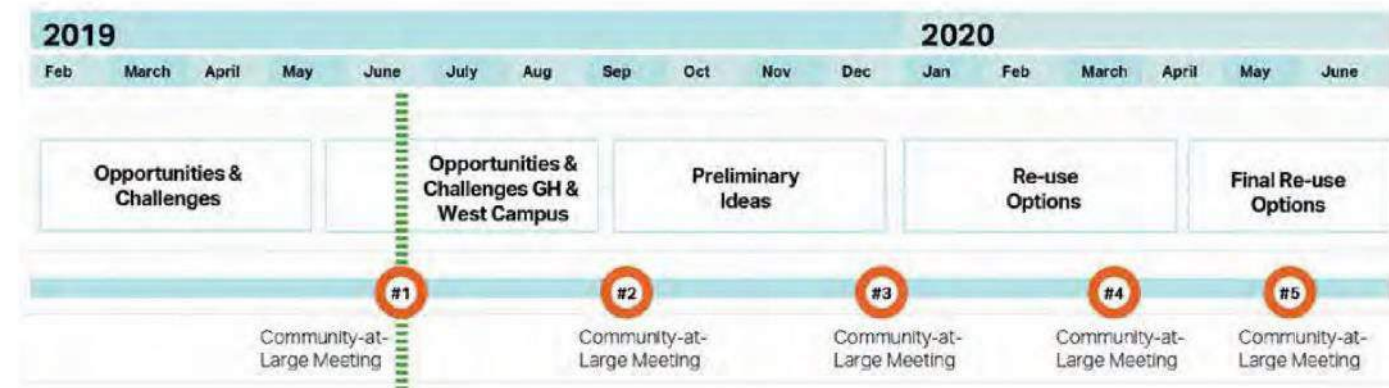 2019 2020
Feb March April May June July Aug Sep Oct Nov Dec Jan Feb March April May June
Opportunities &
Challenges
Opportunities &
Challenges GH &
West Campus
Preliminary
Ideas
Re-use
Options
Final Re-use
Options
#1 #2 #3 #4 #5
Community-at-
Large Meeting
Community-at-
Large Meeting
Community-at-
Large Meeting
Community-at-
Large Meeting
Community-at-
Large Meeting